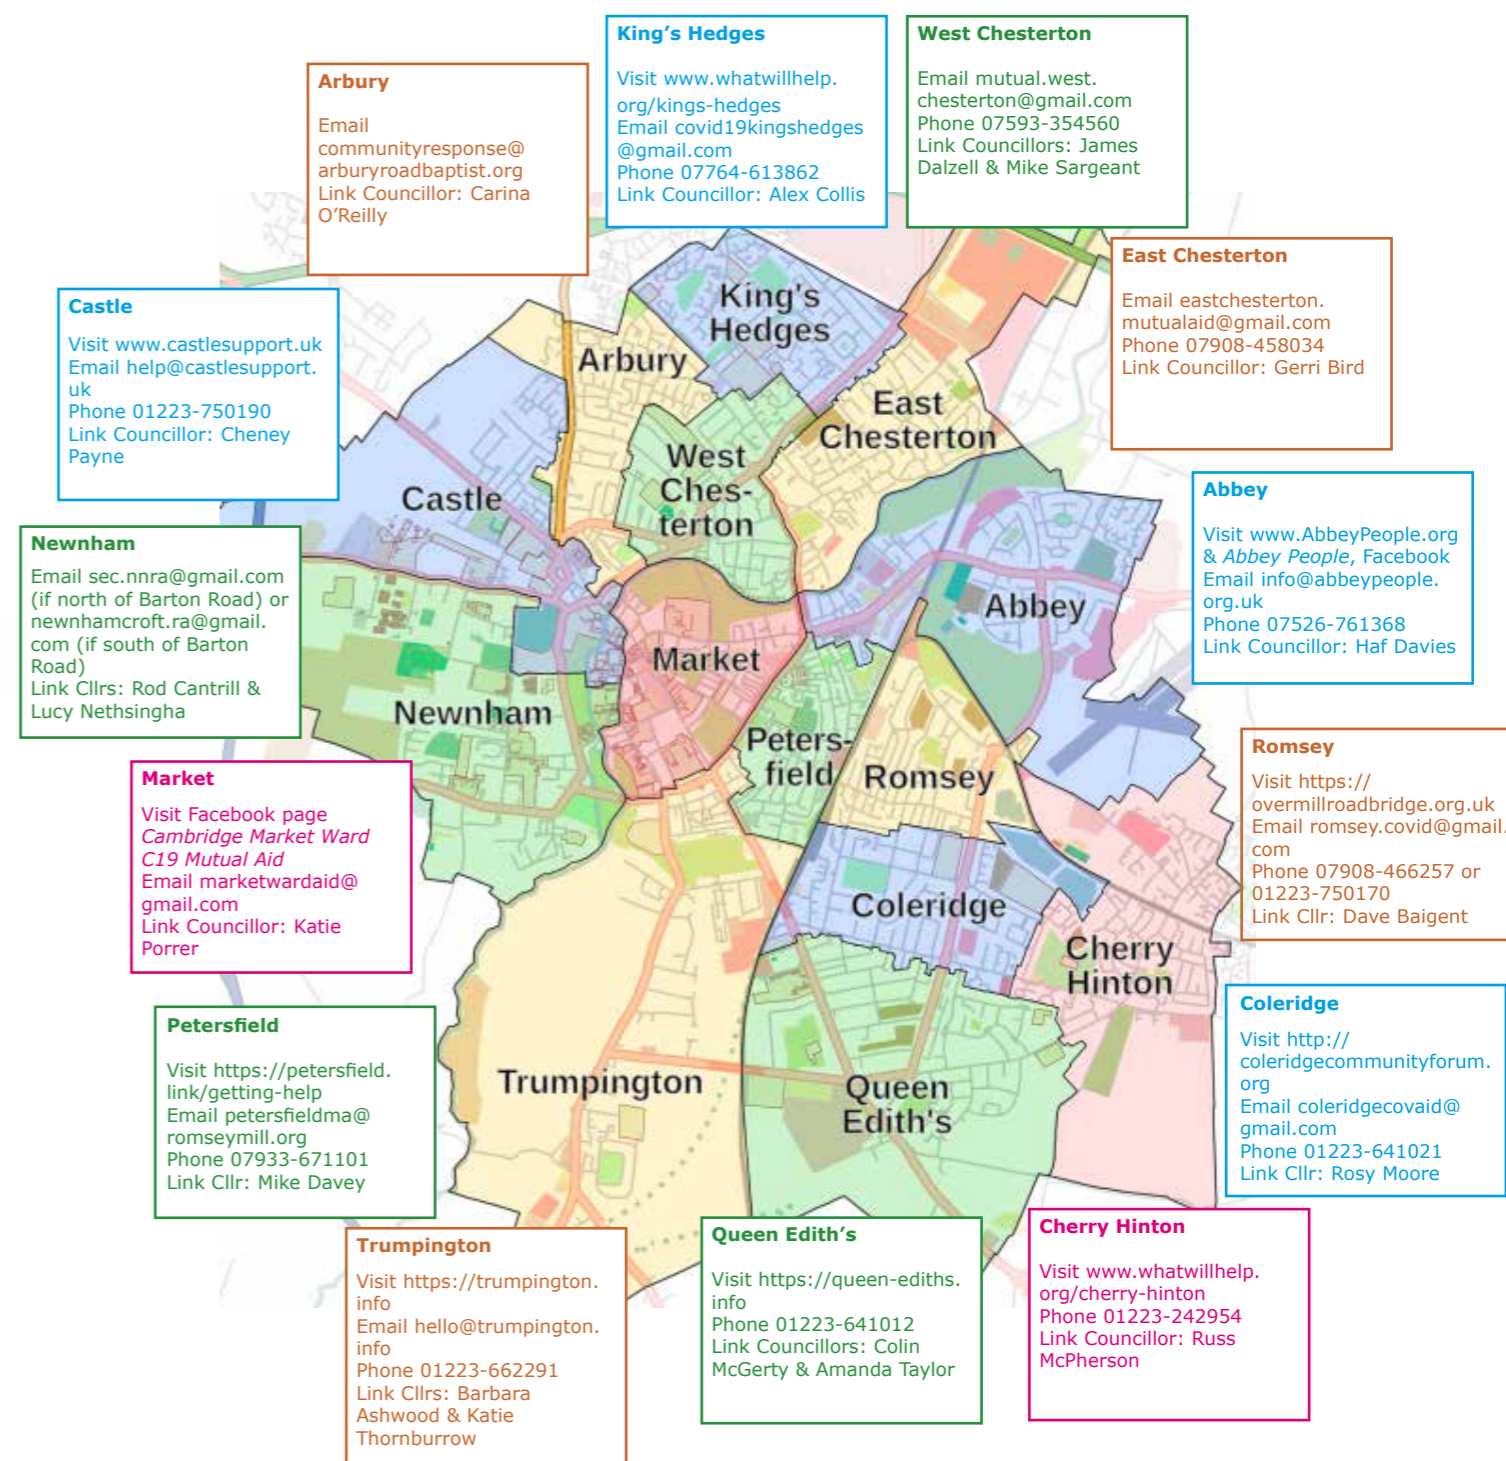 King’s Hedges
Visit www.whatwillhelp.
org/kings-hedges
Email covid19kingshedges
@gmail.com
Phone 07764-613862
Link Councillor: Alex Collis
West Chesterton
Email mutual.west.
chesterton@gmail.com
Phone 07593-354560
Link Councillors: James
Dalzell & Mike Sargeant
Arbury
Email
communityresponse@
arburyroadbaptist.org
Link Councillor: Carina
O’Reilly
East Chesterton
Email eastchesterton.
mutualaid@gmail.com
Phone 07908-458034
Link Councillor: Gerri Bird
Castle
Visit www.castlesupport.uk
Email help@castlesupport.
uk
Phone 01223-750190
Link Councillor: Cheney
Payne
Abbey
Visit www.AbbeyPeople.org
& Abbey People, Facebook
Email info@abbeypeople.
org.uk
Phone 07526-761368
Link Councillor: Haf Davies
Newnham
Email sec.nnra@gmail.com
(if north of Barton Road) or
newnhamcroft.ra@gmail.
com (if south of Barton
Road)
Link Cllrs: Rod Cantrill &
Lucy Nethsingha
Market
Visit Facebook page
Cambridge Market Ward
C19 Mutual Aid
Email marketwardaid@
gmail.com
Link Councillor: Katie
Porrer
Romsey
Visit https://
overmillroadbridge.org.uk
Email romsey.covid@gmail.
com
Phone 07908-466257 or
01223-750170
Link Cllr: Dave Baigent
Petersfield
Visit https://petersfield.
link/getting-help
Email petersfieldma@
romseymill.org
Phone 07933-671101
Link Cllr: Mike Davey
Coleridge
Visit http://
coleridgecommunityforum.
org
Email coleridgecovaid@
gmail.com
Phone 01223-641021
Link Cllr: Rosy Moore
Trumpington
Visit https://trumpington.
info
Email hello@trumpington.
info
Phone 01223-662291
Link Cllrs: Barbara
Ashwood & Katie
Thornburrow
Queen Edith’s
Visit https://queen-ediths.
info
Phone 01223-641012
Link Councillors: Colin
McGerty & Amanda Taylor
Cherry Hinton
Visit www.whatwillhelp.
org/cherry-hinton
Phone 01223-242954
Link Councillor: Russ
McPherson
King's
Hedges
Arbury
East
Chesterton
West
Ches-
terton
Castle
Abbey
Market
Newnham
Peters-
field
Romsey
Coleridge
Cherry
Hinton
Trumpington
Queen
Edith's